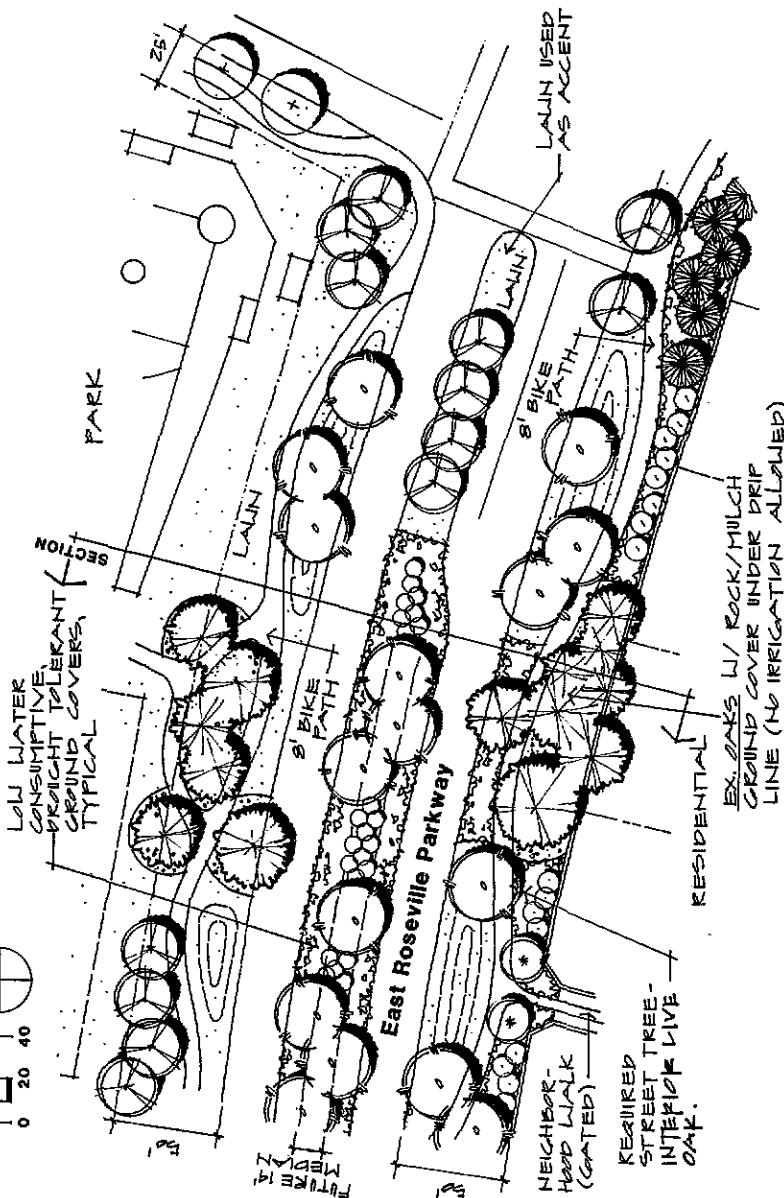 0 20 40
25'
PARK
SECTION
LOW WATER
CONSUMPTIVE,
DROUGHT TOLERANT
GROUND COVERS,
TYPICAL
LAWN
LAWN USED
AS ACCENT
LAWN
8' BIKE
PATH
8' BIKE
PATH
50'
FUTURE 14'
MED
East Roseville Parkway
50'
NEIGHBOR-
HOOD WALK
(GATED)
REQUIRED
STREET TREE-
INTERIOR LIVE
OAK.
RESIDENTIAL
EX. OAKS W/ ROCK/MULCH
GROUND COVER UNDER DRIP
LINE (NO IRRIGATION ALLOWED)